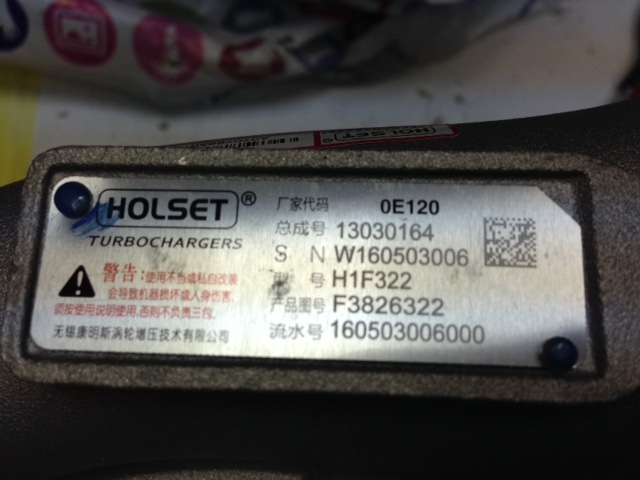 HOLSET®
HOLSET®
TURBOCHARGERS
警告:使用不当或私自改装
会导致机器损坏或人身伤害
须按使用说明使用,否则不负责三包。
无锡康明斯涡轮增压技术有限公司
厂家代码 0E120
总成号 13030164
S N W160503006
型 号 H1F322
产品图号 F3826322
流水号 160503006000